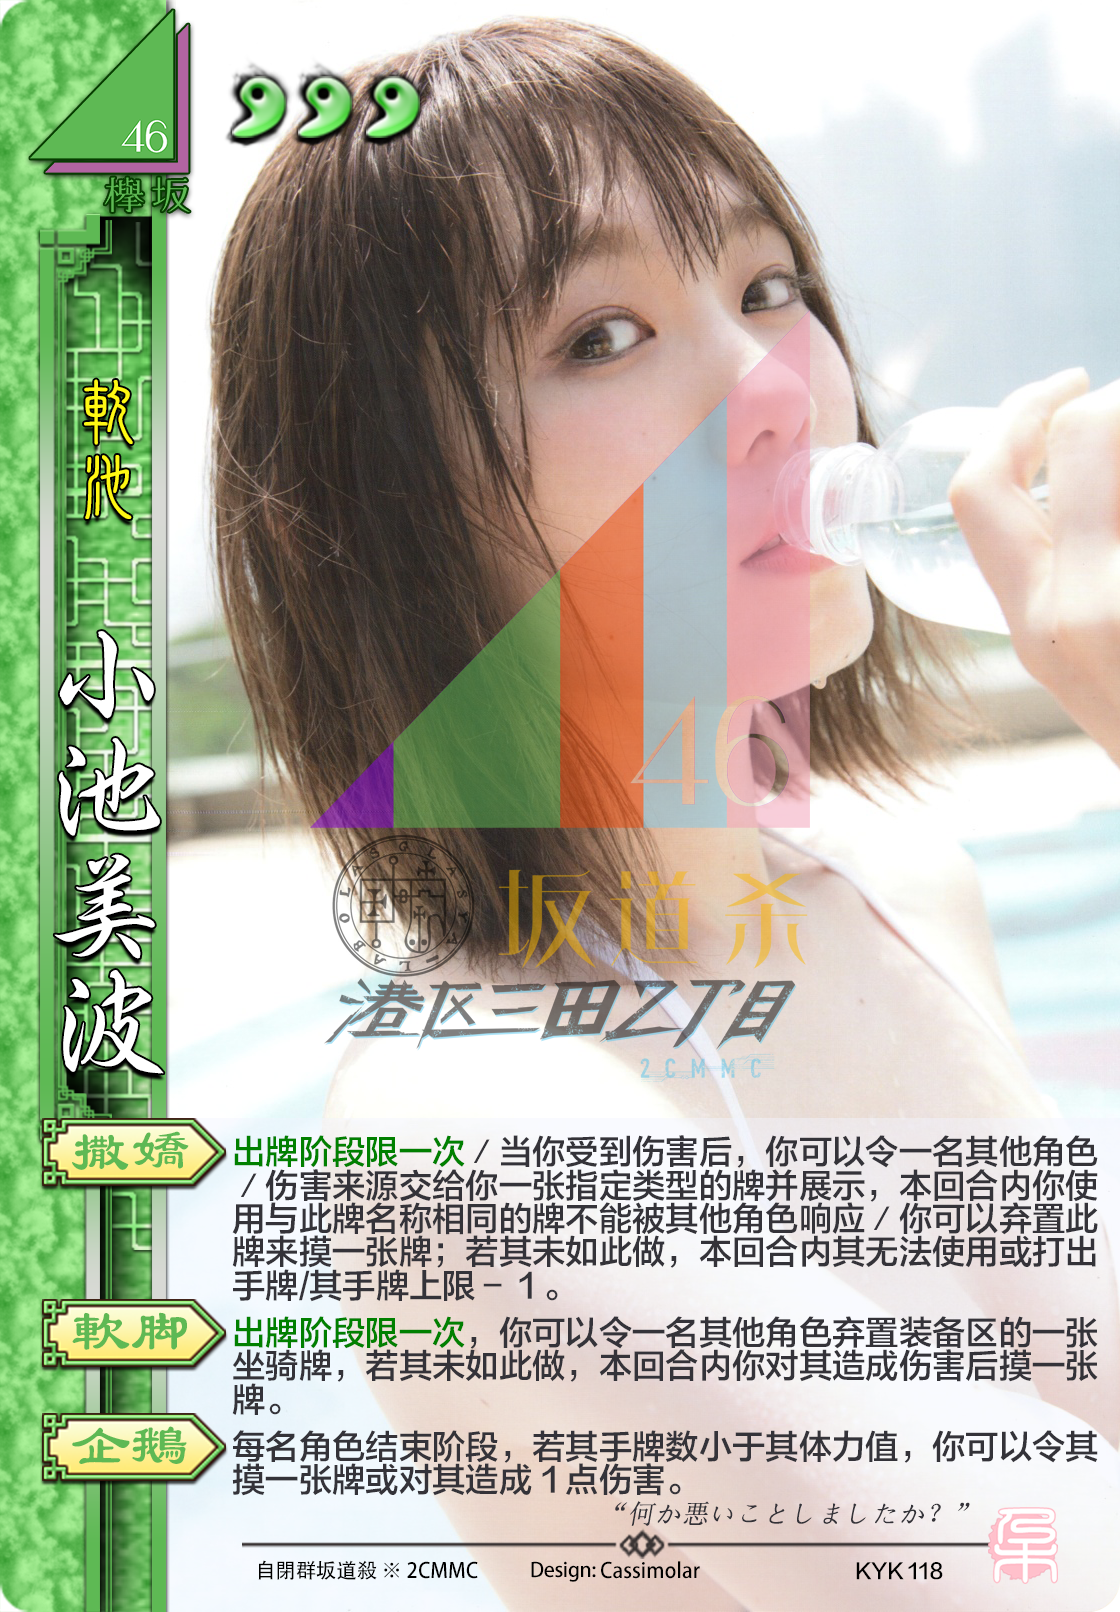 46
欅坂
軟池
小池美波
46
GLASYALABOLAS
坂道杀
港区三田乙丁目
2CMMC
撒嬌
出牌阶段限一次 / 当你受到伤害后，你可以令一名其他角色
/ 伤害来源交给你一张指定类型的牌并展示，本回合内你使
用与此牌名称相同的牌不能被其他角色响应 / 你可以弃置此
牌来摸一张牌；若其未如此做，本回合内其无法使用或打出
手牌/其手牌上限 – 1 。
軟脚
出牌阶段限一次，你可以令一名其他角色弃置装备区的一张
坐骑牌，若其未如此做，本回合内你对其造成伤害后摸一张
牌。
企鵝
每名角色结束阶段，若其手牌数小于其体力值，你可以令其
摸一张牌或对其造成 1点伤害。
“何か悪いことしましたか？”
自閉群坂道殺 ※ 2CMMC
Design: Cassimolar
KYK 118